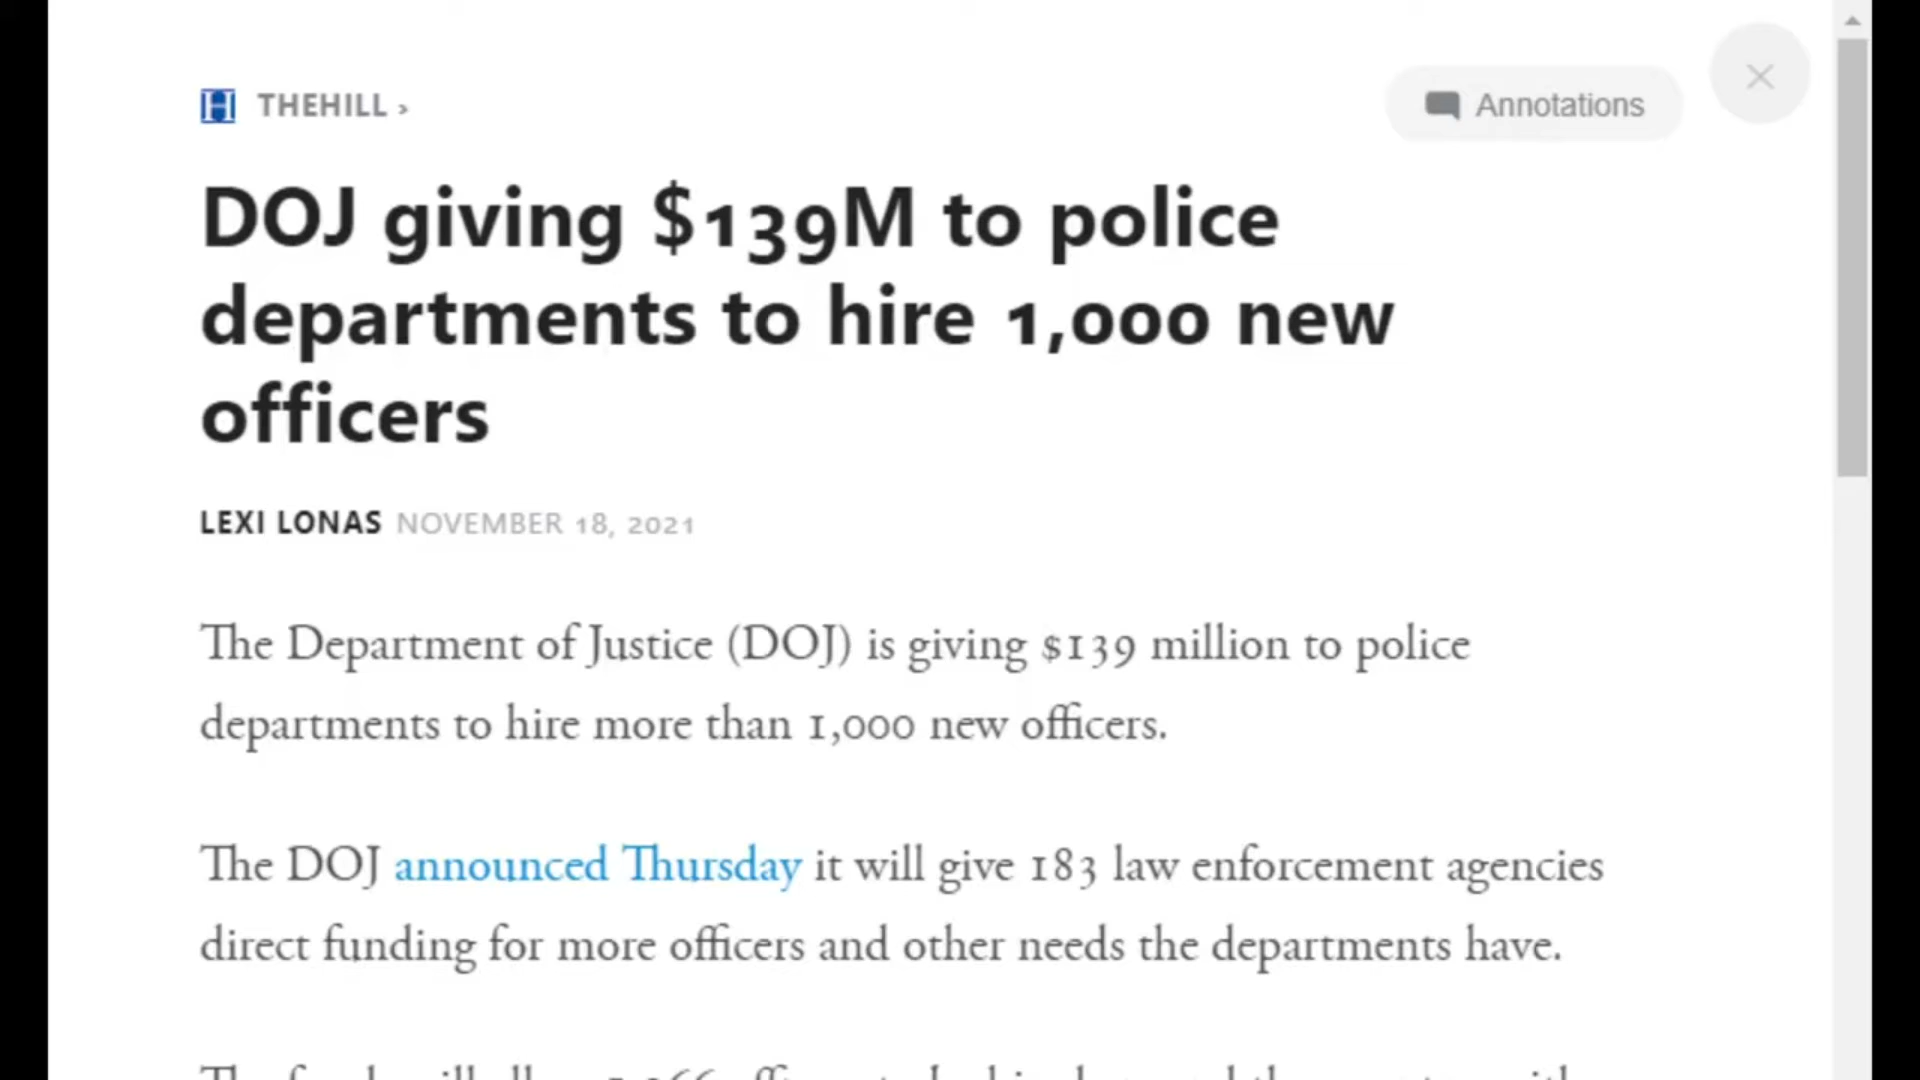 THEHILL ›
Annotations
DOJ giving $139M to police
departments to hire 1,000 new
officers
LEXI LONAS NOVEMBER 18, 2021
The Department of Justice (DOJ) is giving $139 million to police
departments to hire more than 1,000 new officers.
The DOJ announced Thursday it will give 183 law enforcement agencies
direct funding for more officers and other needs the departments have.